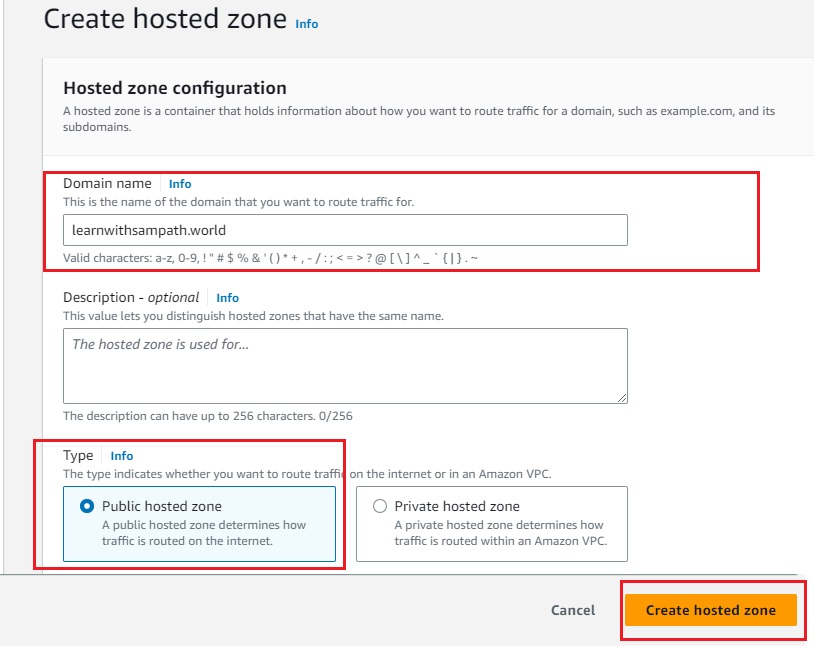 Create hosted zone Info
Hosted zone configuration
A hosted zone is a container that holds information about how you want to route traffic for a domain, such as example.com, and its
subdomains.
Domain name Info
This is the name of the domain that you want to route traffic for.
learnwithsampath.world
Valid characters: a-z, 0-9, ! " # $ % & ' ( ) * + , - / : ; < = > ? @ [ \ ] ^ _ ` { | } . ~
Description - optional Info
This value lets you distinguish hosted zones that have the same name.
The hosted zone is used for...
The description can have up to 256 characters. 0/256
Type Info
The type indicates whether you want to route traffic on the internet or in an Amazon VPC.
Public hosted zone
A public hosted zone determines how
traffic is routed on the internet.
Private hosted zone
A private hosted zone determines how
traffic is routed within an Amazon VPC.
Cancel
Create hosted zone